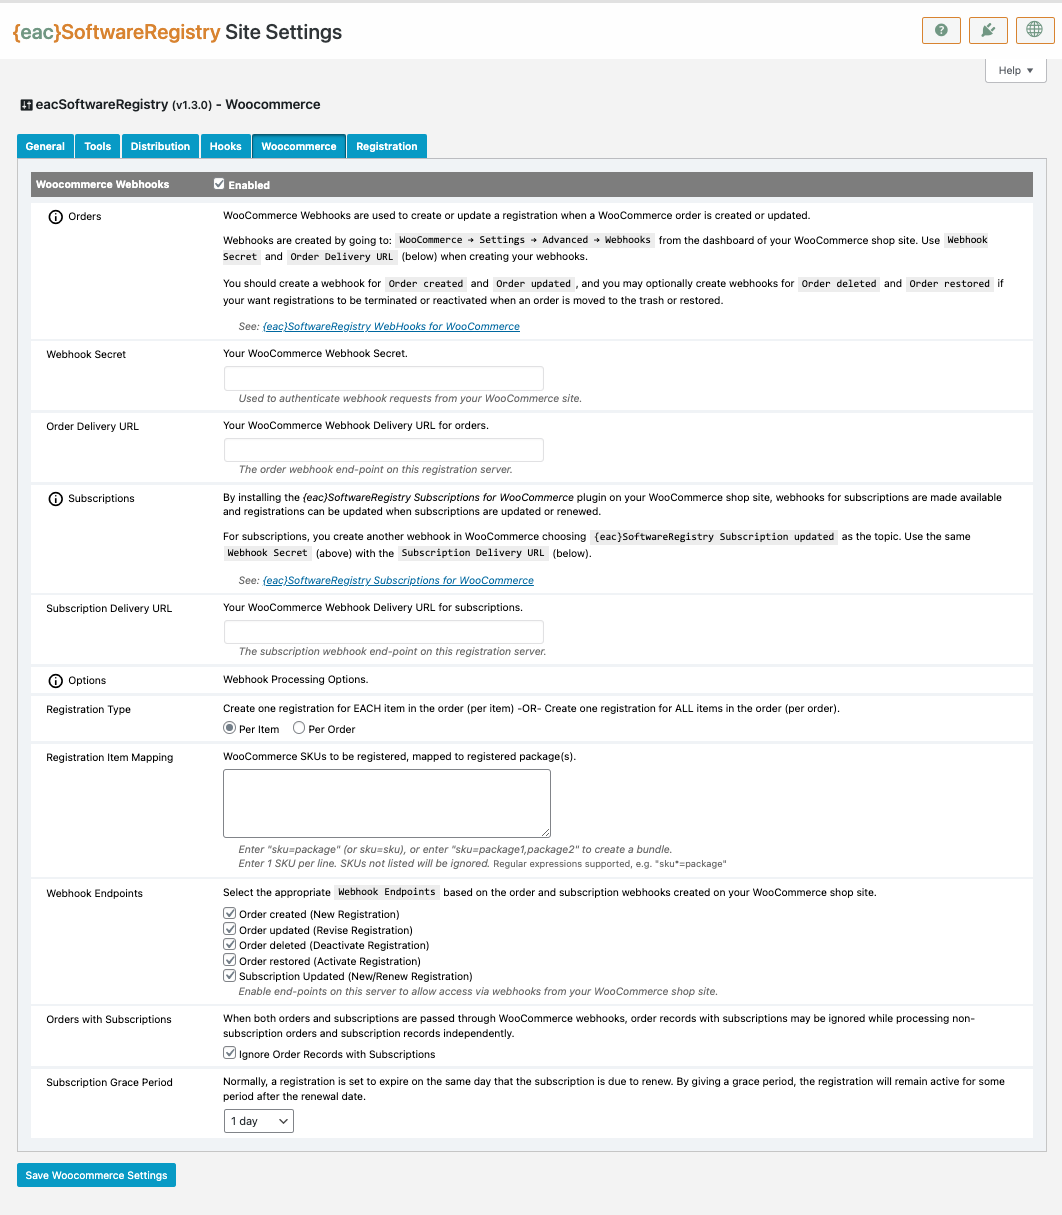 {eac}SoftwareRegistry Site Settings
Help ▼
eacSoftwareRegistry (v1.3.0) - Woocommerce
General Tools Distribution Hooks Woocommerce Registration
Woocommerce Webhooks Enabled
Orders WooCommerce Webhooks are used to create or update a registration when a WooCommerce order is created or updated.
Webhooks are created by going to: WooCommerce → Settings → Advanced → Webhooks from the dashboard of your WooCommerce shop site. Use Webhook
Secret and Order Delivery URL (below) when creating your webhooks.
You should create a webhook for Order created and Order updated , and you may optionally create webhooks for Order deleted and Order restored if
your want registrations to be terminated or reactivated when an order is moved to the trash or restored.
See: {eac}SoftwareRegistry WebHooks for WooCommerce
Webhook Secret Your WooCommerce Webhook Secret.
Used to authenticate webhook requests from your WooCommerce site.
Order Delivery URL Your WooCommerce Webhook Delivery URL for orders.
The order webhook end-point on this registration server.
Subscriptions By installing the {eac}SoftwareRegistry Subscriptions for WooCommerce plugin on your WooCommerce shop site, webhooks for subscriptions are made available
and registrations can be updated when subscriptions are updated or renewed.
For subscriptions, you create another webhook in WooCommerce choosing {eac}SoftwareRegistry Subscription updated as the topic. Use the same
Webhook Secret (above) with the Subscription Delivery URL (below).
See: {eac}SoftwareRegistry Subscriptions for WooCommerce
Subscription Delivery URL Your WooCommerce Webhook Delivery URL for subscriptions.
The subscription webhook end-point on this registration server.
Options Webhook Processing Options.
Registration Type Create one registration for EACH item in the order (per item) -OR- Create one registration for ALL items in the order (per order).
Per Item Per Order
Registration Item Mapping WooCommerce SKUs to be registered, mapped to registered package(s).
Enter "sku=package" (or sku=sku), or enter "sku=package1,package2" to create a bundle.
Enter 1 SKU per line. SKUs not listed will be ignored. Regular expressions supported, e.g. "sku*=package"
Webhook Endpoints Select the appropriate Webhook Endpoints based on the order and subscription webhooks created on your WooCommerce shop site.
Order created (New Registration)
Order updated (Revise Registration)
Order deleted (Deactivate Registration)
Order restored (Activate Registration)
Subscription Updated (New/Renew Registration)
Enable end-points on this server to allow access via webhooks from your WooCommerce shop site.
Orders with Subscriptions When both orders and subscriptions are passed through WooCommerce webhooks, order records with subscriptions may be ignored while processing non-
subscription orders and subscription records independently.
Ignore Order Records with Subscriptions
Subscription Grace Period Normally, a registration is set to expire on the same day that the subscription is due to renew. By giving a grace period, the registration will remain active for some
period after the renewal date.
1 day
Save Woocommerce Settings